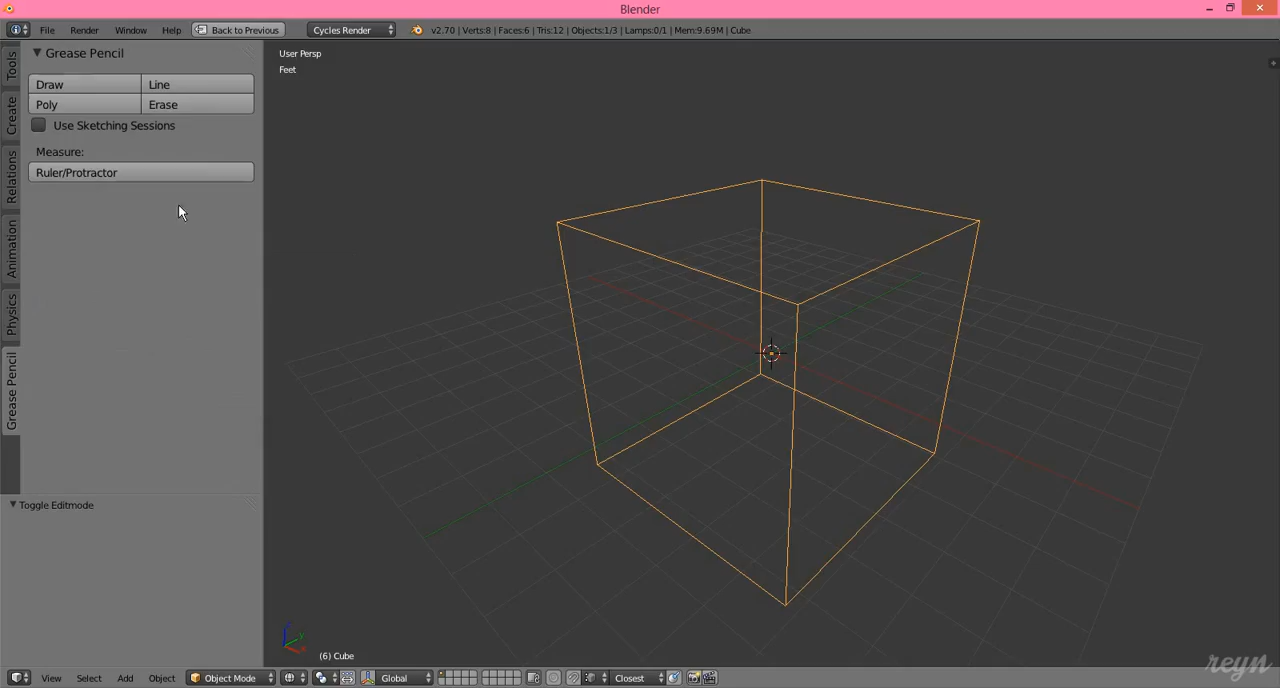 Blender
File Render Window Help Back to Previous Cycles Render v2.70 | Verts:8 | Faces:6 | Tris:12 | Objects:1/3 | Lamps:0/1 | Mem:9.69M | Cube
Tools
Create
Relations
Animation
Physics
Grease Pencil
Grease Pencil
Draw Line
Poly Erase
Use Sketching Sessions
Measure:
Ruler/Protractor
Toggle Editmode
User Persp
Feet
(6) Cube
View Select Add Object Object Mode Global Closest
reyn